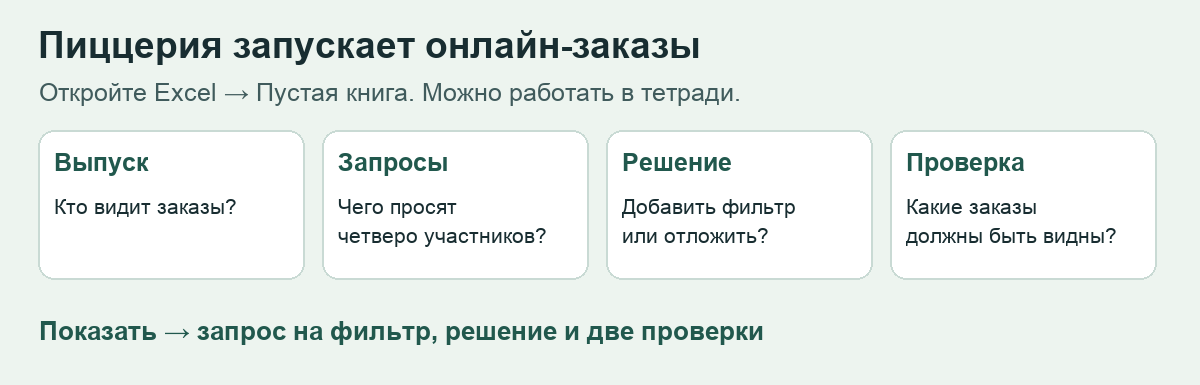 Пиццерия запускает онлайн-заказы
Откройте Excel → Пустая книга. Можно работать в тетради.
Выпуск
Кто видит заказы?
Запросы
Чего просят
четверо участников?
Решение
Добавить фильтр
или отложить?
Проверка
Какие заказы
должны быть видны?
Показать → запрос на фильтр, решение и две проверки